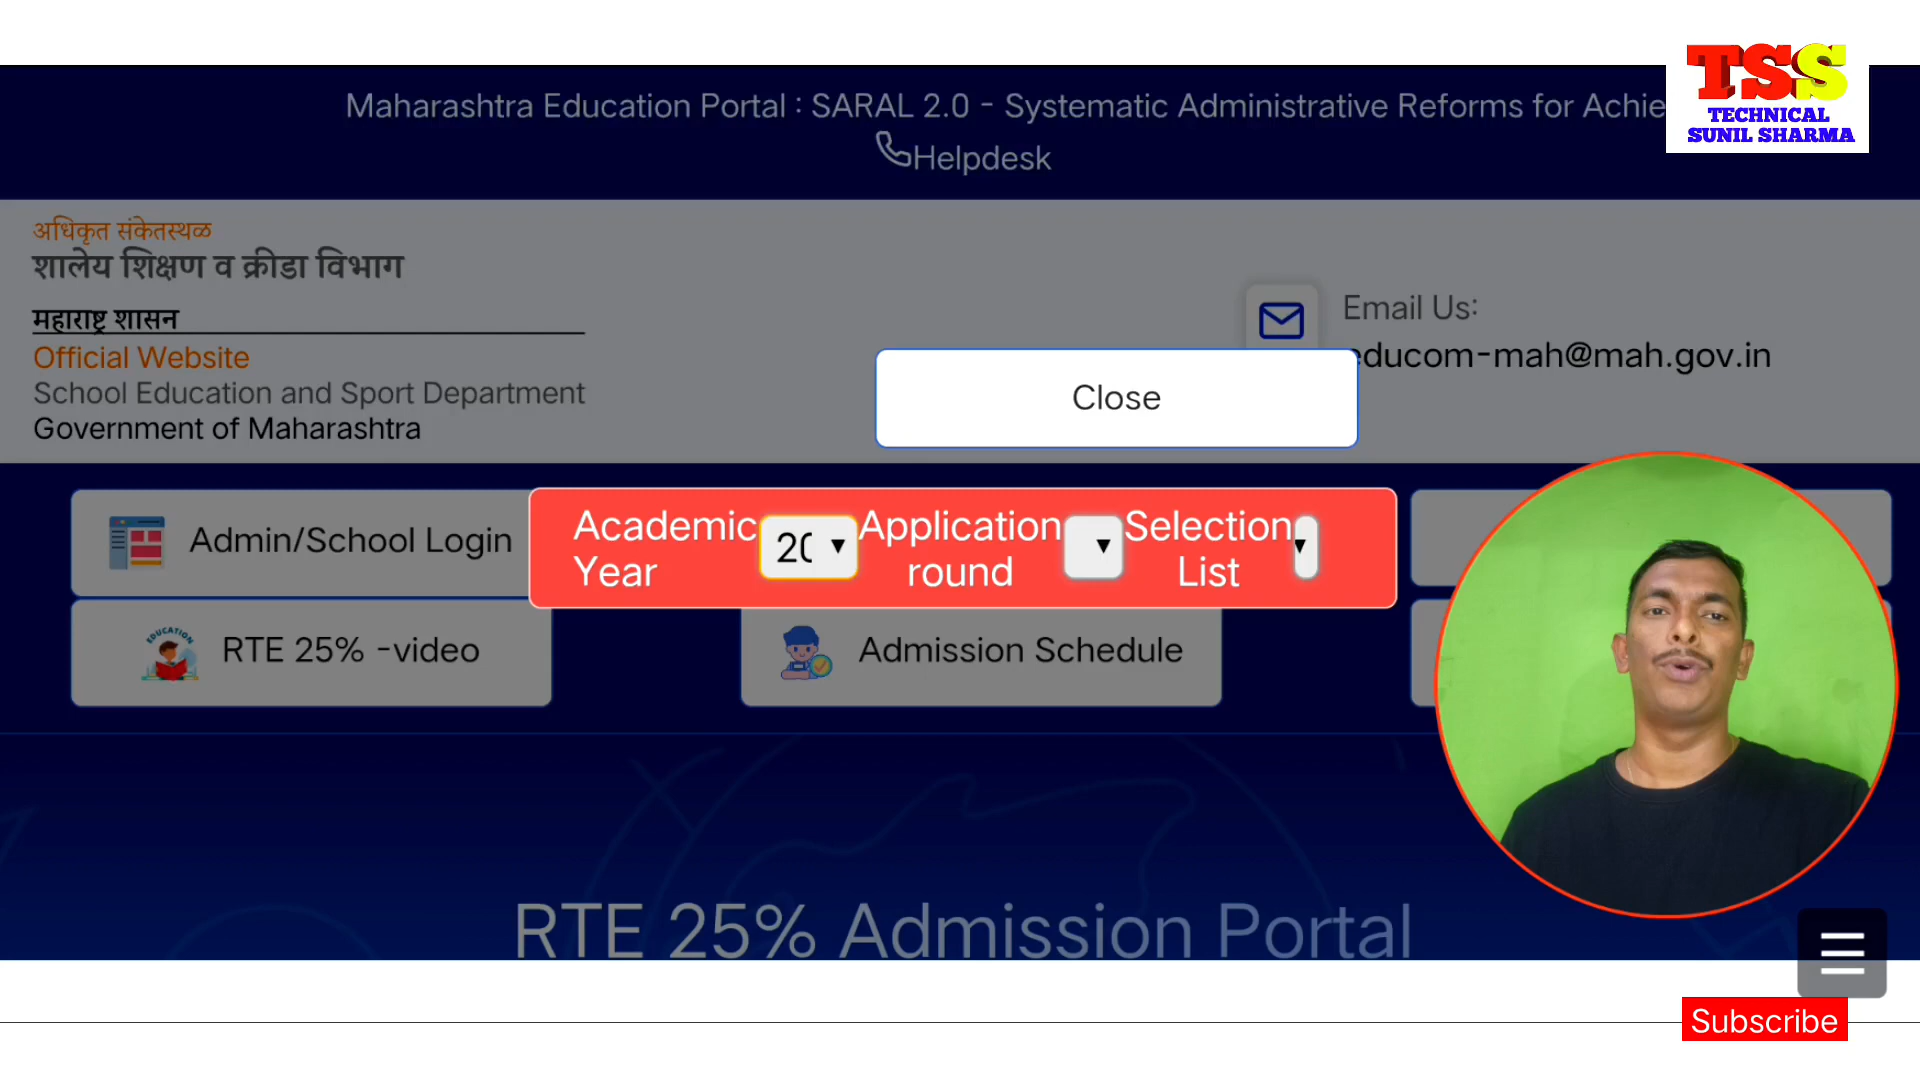 TSS
TECHNICAL
SUNIL SHARMA
Maharashtra Education Portal : SARAL 2.0 - Systematic Administrative Reforms for Achie
Helpdesk
अधिकृत संकेतस्थळ
शालेय शिक्षण व क्रीडा विभाग
महाराष्ट्र शासन
Official Website
School Education and Sport Department
Government of Maharashtra
Email Us:
educom-mah@mah.gov.in
Close
Admin/School Login
Academic
Year
20
Application
round
Selection
List
EDUCATION
RTE 25% -video
Admission Schedule
RTE 25% Admission Portal
Subscribe